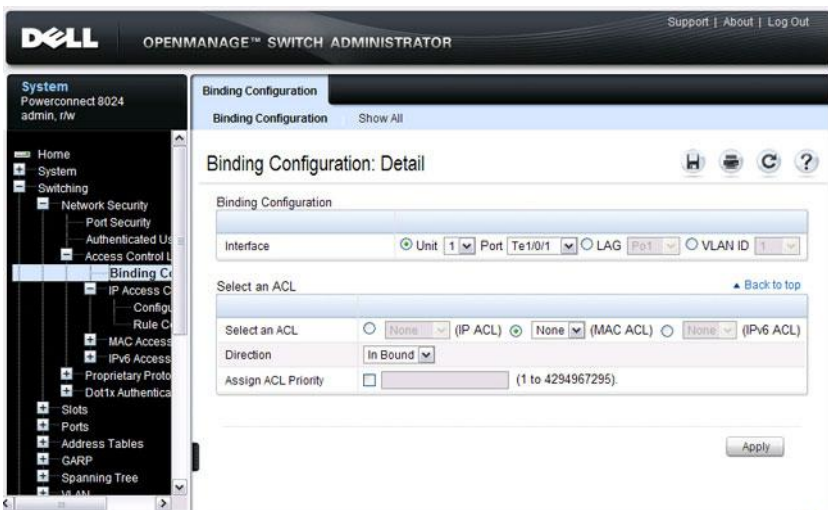 Support | About | Log Out
DELL
OPENMANAGE™ SWITCH ADMINISTRATOR
System
Powerconnect 8024
admin, r/w
Home
System
Switching
Network Security
Port Security
Authenticated Us
Access Control L
Binding Co
IP Access C
Configu
Rule Co
MAC Access
IPv6 Access
Proprietary Proto
Dot1x Authentica
Slots
Ports
Address Tables
GARP
Spanning Tree
VLAN
Binding Configuration
Binding Configuration Show All
Binding Configuration: Detail
Binding Configuration
Interface Unit 1 Port Te1/0/1 LAG Po1 VLAN ID 1
Select an ACL Back to top
Select an ACL None (IP ACL) None (MAC ACL) None (IPv6 ACL)
Direction In Bound
Assign ACL Priority (1 to 4294967295).
Apply